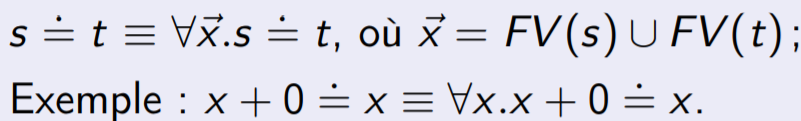 s ≐ t ≡ ∀x⃗.s ≐ t, où x⃗ = FV(s) ∪ FV(t) ;
Exemple : x + 0 ≐ x ≡ ∀x.x + 0 ≐ x.